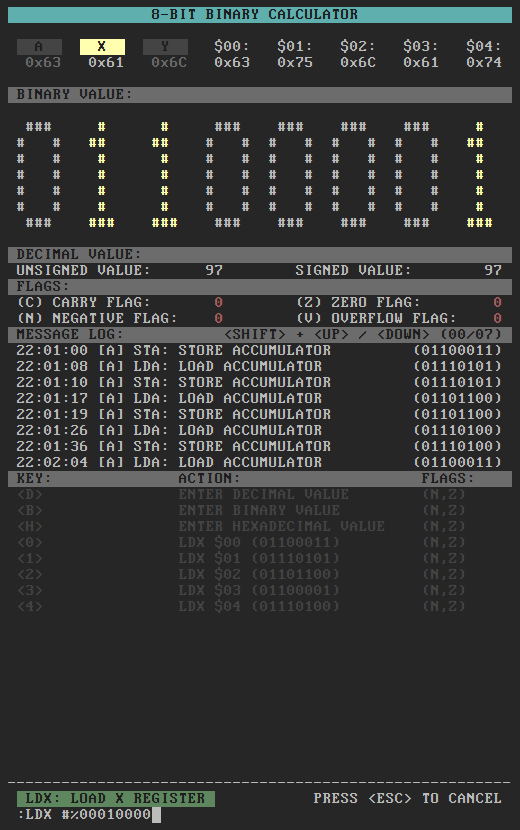 8-BIT BINARY CALCULATOR
A X Y $00: $01: $02: $03: $04:
0x63 0x61 0x6C 0x63 0x75 0x6C 0x61 0x74
BINARY VALUE:
01100001
DECIMAL VALUE:
UNSIGNED VALUE: 97 SIGNED VALUE: 97
FLAGS:
(C) CARRY FLAG: 0 (Z) ZERO FLAG: 0
(N) NEGATIVE FLAG: 0 (V) OVERFLOW FLAG: 0
MESSAGE LOG: <SHIFT> + <UP> / <DOWN> (00/07)
22:01:00 [A] STA: STORE ACCUMULATOR (01100011)
22:01:08 [A] LDA: LOAD ACCUMULATOR (01110101)
22:01:10 [A] STA: STORE ACCUMULATOR (01110101)
22:01:17 [A] LDA: LOAD ACCUMULATOR (01101100)
22:01:19 [A] STA: STORE ACCUMULATOR (01101100)
22:01:26 [A] LDA: LOAD ACCUMULATOR (01110100)
22:01:36 [A] STA: STORE ACCUMULATOR (01110100)
22:02:04 [A] LDA: LOAD ACCUMULATOR (01100011)
KEY: ACTION: FLAGS:
<D> ENTER DECIMAL VALUE (N,Z)
<B> ENTER BINARY VALUE (N,Z)
<H> ENTER HEXADECIMAL VALUE (N,Z)
<0> LDX $00 (01100011) (N,Z)
<1> LDX $01 (01110101) (N,Z)
<2> LDX $02 (01101100) (N,Z)
<3> LDX $03 (01100001) (N,Z)
<4> LDX $04 (01110100) (N,Z)
LDX: LOAD X REGISTER PRESS <ESC> TO CANCEL
:LDX #%00010000